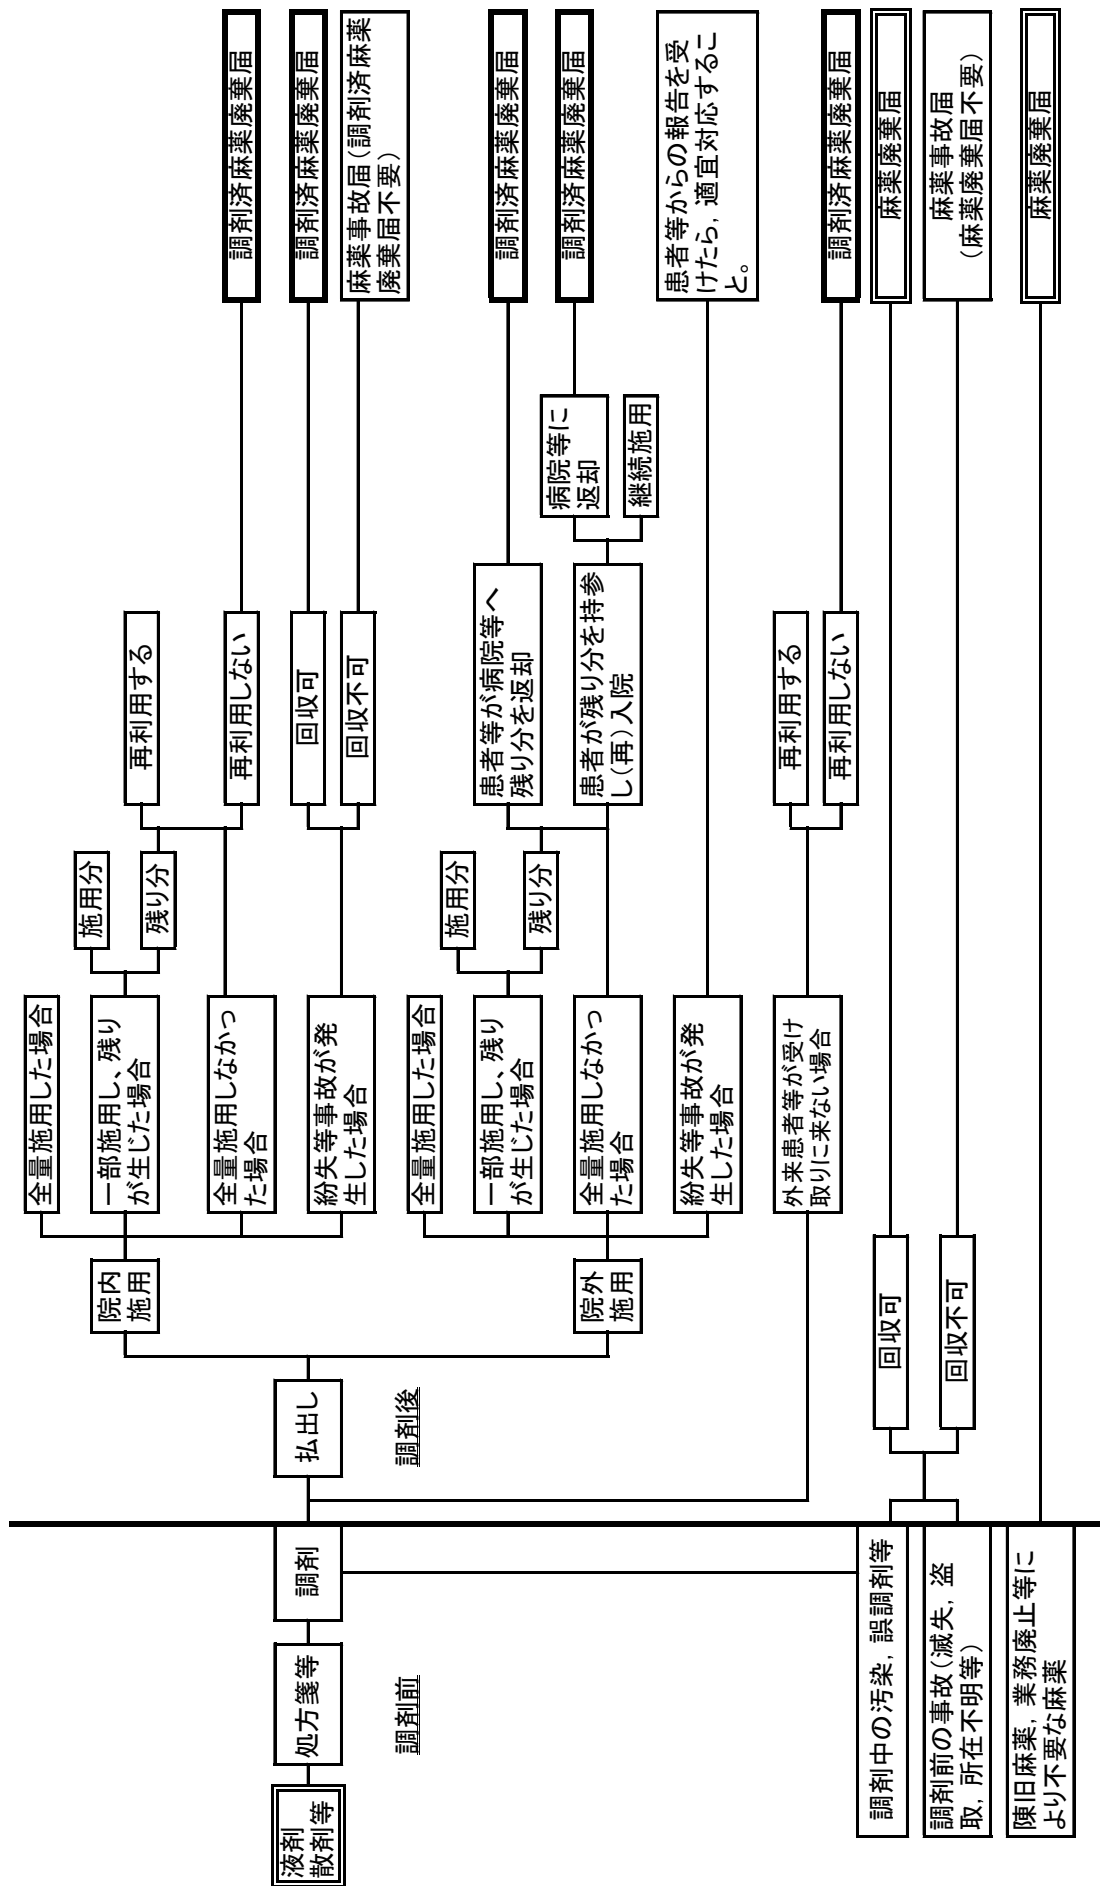 液剤
散剤等
処方箋等
調剤
払出し
調剤前
調剤後
院内
施用
全量施用した場合
一部施用し、残り
が生じた場合
施用分
残り分
再利用する
再利用しない
調剤済麻薬廃棄届
全量施用しなかっ
た場合
紛失等事故が発
生した場合
回収可
調剤済麻薬廃棄届
回収不可
麻薬事故届(調剤済麻薬
廃棄届不要)
院外
施用
全量施用した場合
一部施用し、残り
が生じた場合
施用分
残り分
患者等が病院等へ
残り分を返却
調剤済麻薬廃棄届
全量施用しなかっ
た場合
患者が残り分を持参
し(再)入院
病院等に
返却
調剤済麻薬廃棄届
継続施用
紛失等事故が発
生した場合
患者等からの報告を受
けたら,適宜対応するこ
と。
外来患者等が受け
取りに来ない場合
再利用する
再利用しない
調剤済麻薬廃棄届
調剤中の汚染,誤調剤等
回収可
麻薬廃棄届
調剤前の事故(滅失,盗
取,所在不明等)
回収不可
麻薬事故届
(麻薬廃棄届不要)
陳旧麻薬,業務廃止等に
より不要な麻薬
麻薬廃棄届